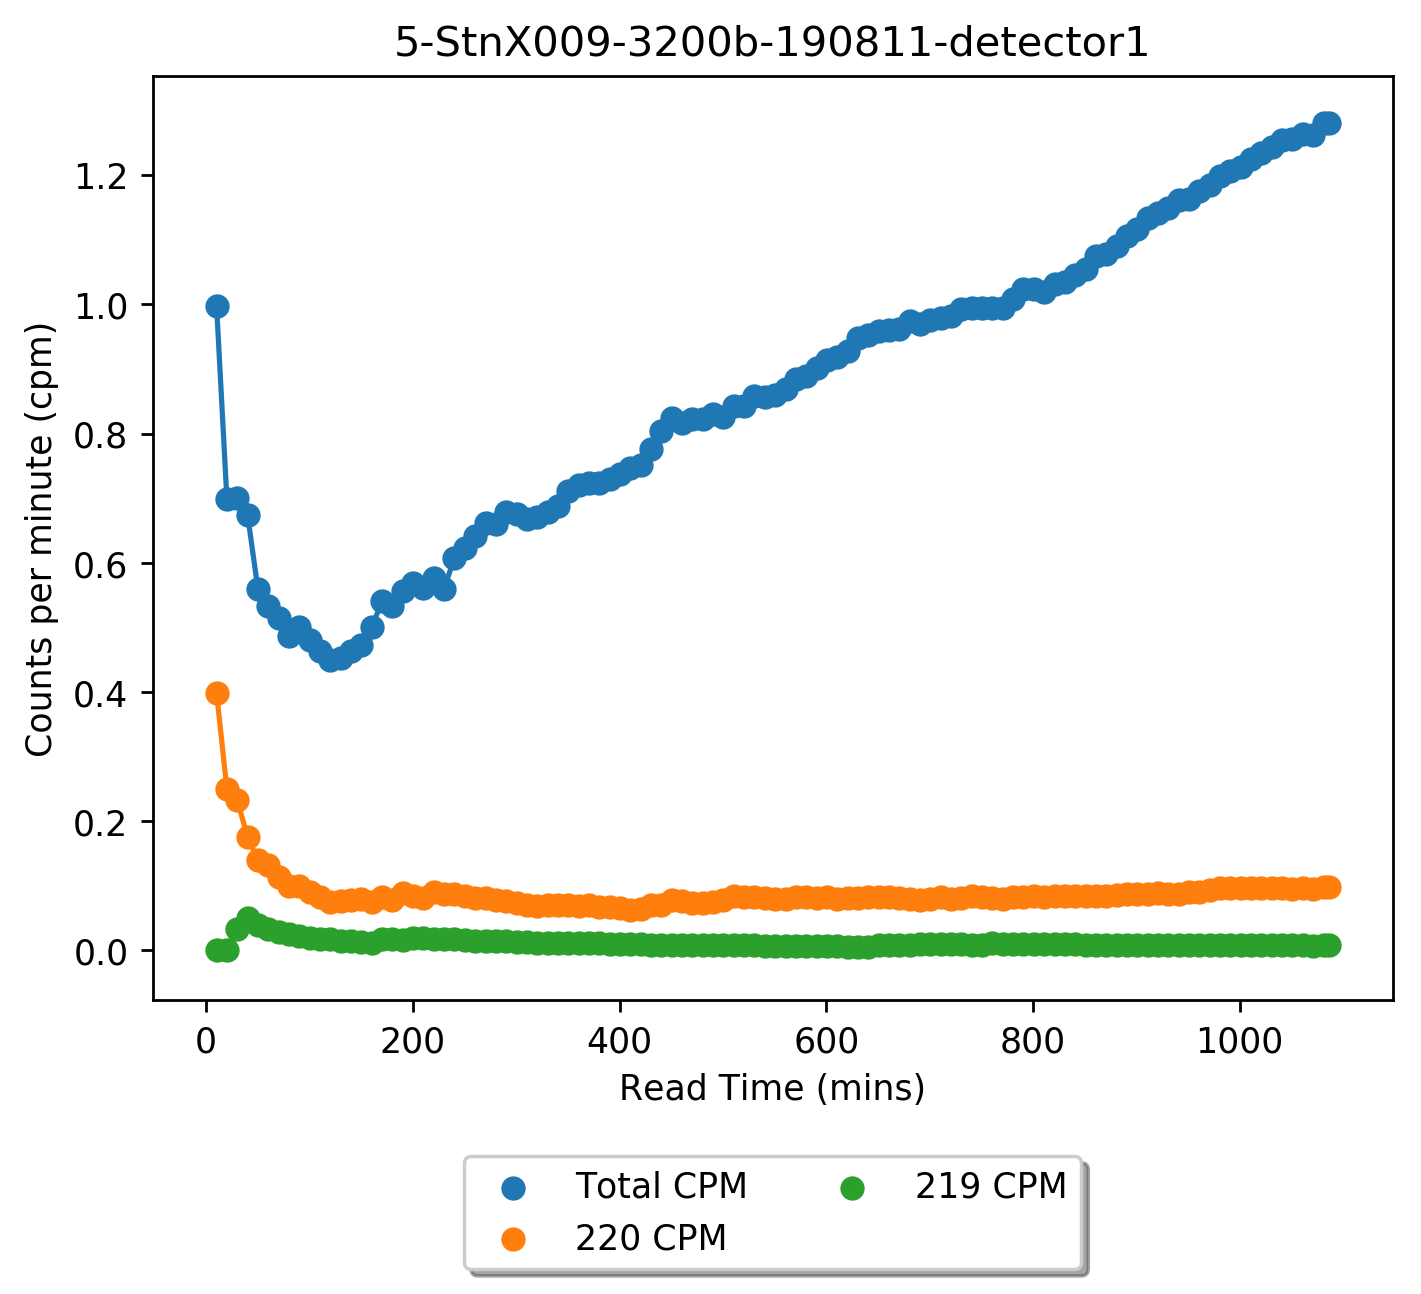 5-StnX009-3200b-190811-detector1
Counts per minute (cpm)
1.2
1.0
0.8
0.6
0.4
0.2
0.0
0 200 400 600 800 1000
Read Time (mins)
Total CPM
220 CPM
219 CPM